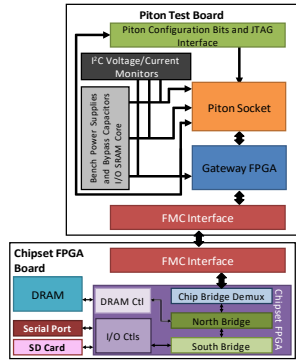 Piton Test Board
Piton Configuration Bits and JTAG
Interface
I²C Voltage/Current
Monitors
Bench Power Supplies
and Bypass Capacitors
I/O SRAM Core
Piton Socket
Gateway FPGA
FMC Interface
Chipset FPGA
Board
FMC Interface
DRAM
DRAM Ctl
Chip Bridge Demux
Chipset FPGA
Serial Port
I/O Ctls
North Bridge
SD Card
South Bridge